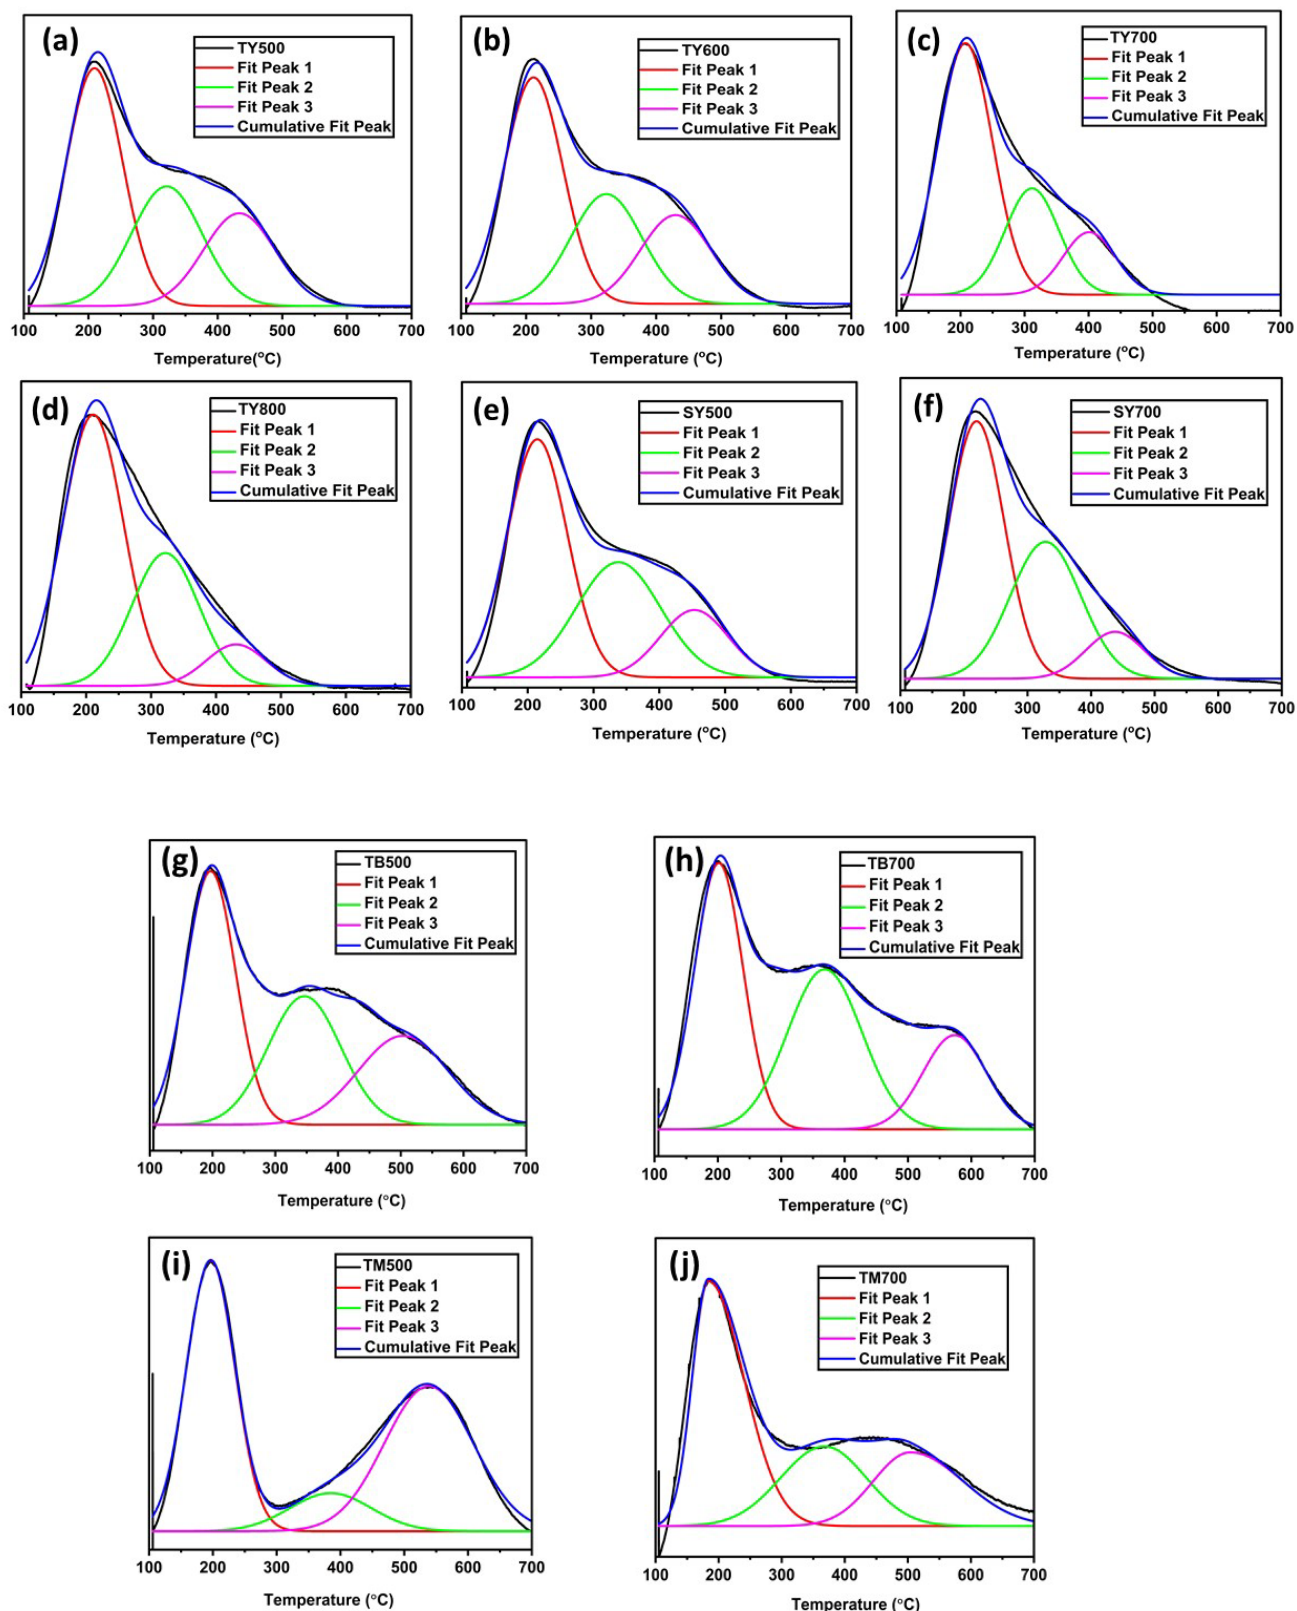 (a)
TY500
Fit Peak 1
Fit Peak 2
Fit Peak 3
Cumulative Fit Peak
100 200 300 400 500 600 700
Temperature(°C)
(b)
TY600
Fit Peak 1
Fit Peak 2
Fit Peak 3
Cumulative Fit Peak
100 200 300 400 500 600 700
Temperature (°C)
(c)
TY700
Fit Peak 1
Fit Peak 2
Fit Peak 3
Cumulative Fit Peak
100 200 300 400 500 600 700
Temperature (°C)
(d)
TY800
Fit Peak 1
Fit Peak 2
Fit Peak 3
Cumulative Fit Peak
100 200 300 400 500 600 700
Temperature (°C)
(e)
SY500
Fit Peak 1
Fit Peak 2
Fit Peak 3
Cumulative Fit Peak
100 200 300 400 500 600 700
Temperature (°C)
(f)
SY700
Fit Peak 1
Fit Peak 2
Fit Peak 3
Cumulative Fit Peak
100 200 300 400 500 600 700
Temperature (°C)
(g)
TB500
Fit Peak 1
Fit Peak 2
Fit Peak 3
Cumulative Fit Peak
100 200 300 400 500 600 700
Temperature (°C)
(h)
TB700
Fit Peak 1
Fit Peak 2
Fit Peak 3
Cumulative Fit Peak
100 200 300 400 500 600 700
Temperature (°C)
(i)
TM500
Fit Peak 1
Fit Peak 2
Fit Peak 3
Cumulative Fit Peak
100 200 300 400 500 600 700
Temperature (°C)
(j)
TM700
Fit Peak 1
Fit Peak 2
Fit Peak 3
Cumulative Fit Peak
100 200 300 400 500 600 700
Temperature (°C)